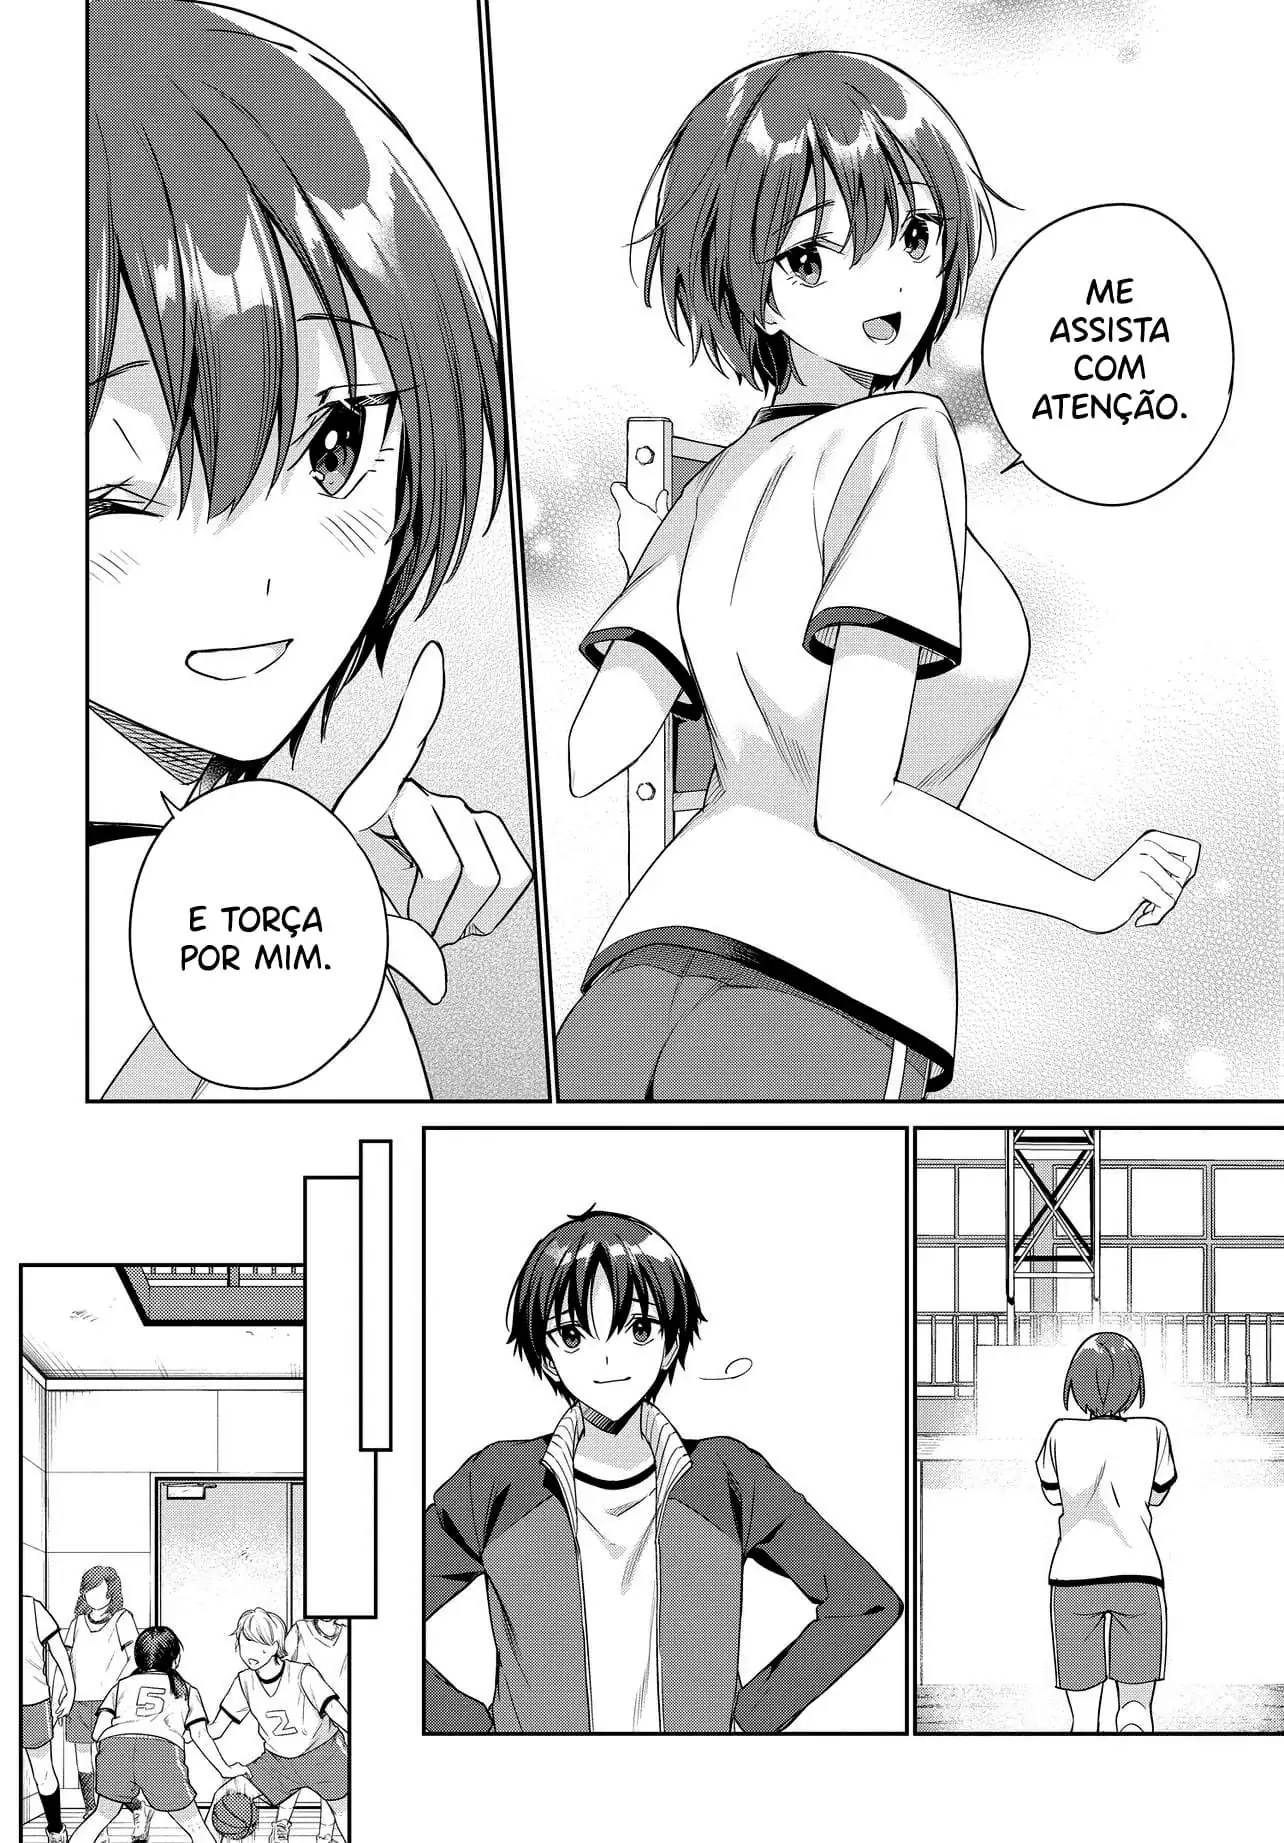 ME
ASSISTA
COM
ATENÇÃO.
E TORÇA
POR MIM.
5
2